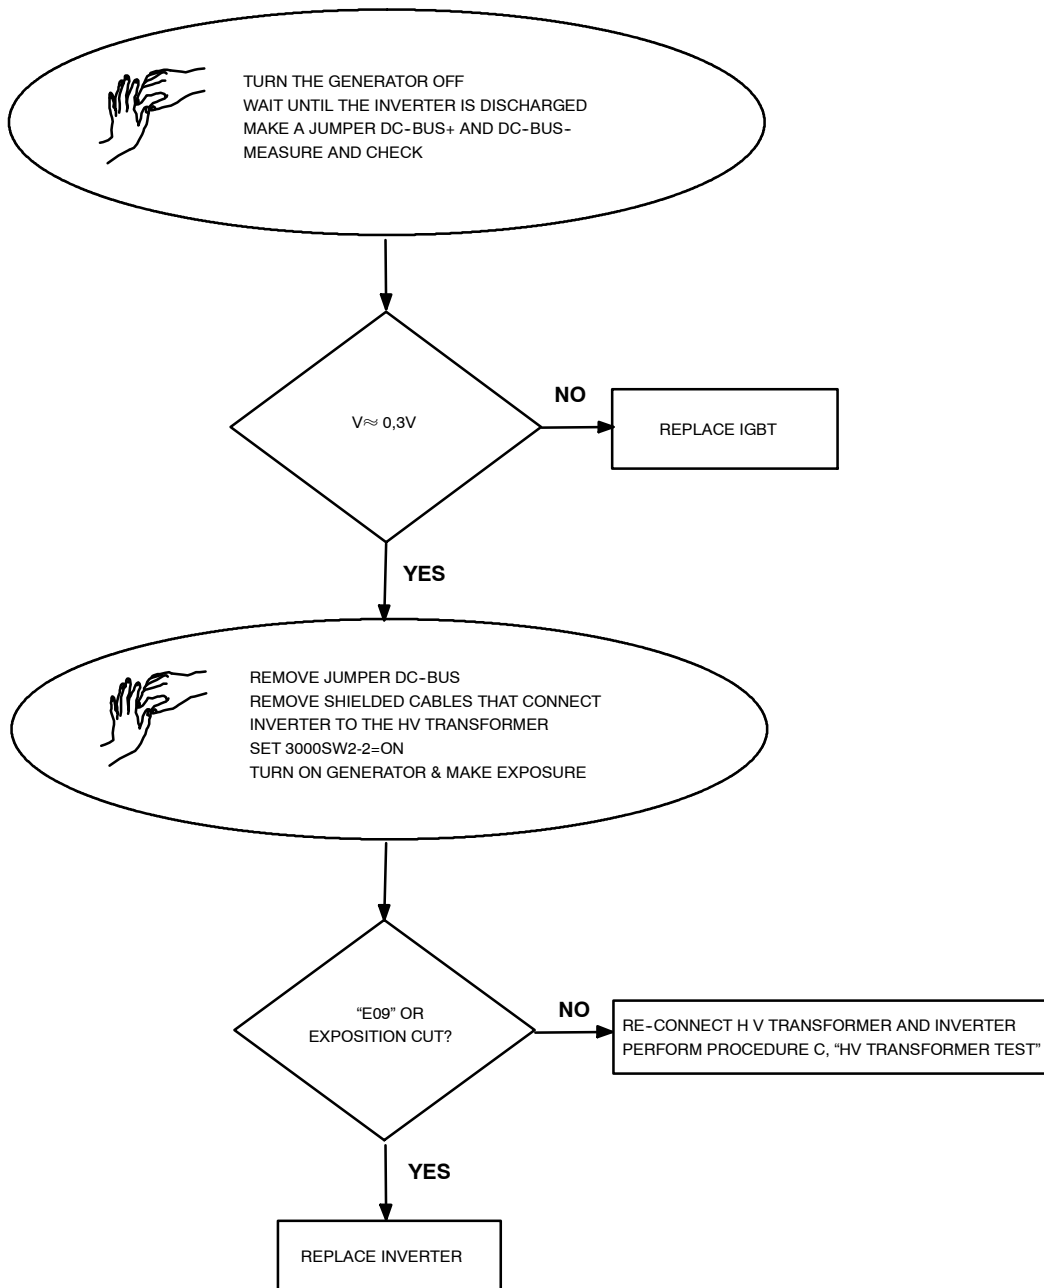 TURN THE GENERATOR OFF
WAIT UNTIL THE INVERTER IS DISCHARGED
MAKE A JUMPER DC-BUS+ AND DC-BUS-
MEASURE AND CHECK
V≈ 0,3V
NO
REPLACE IGBT
YES
REMOVE JUMPER DC-BUS
REMOVE SHIELDED CABLES THAT CONNECT
INVERTER TO THE HV TRANSFORMER
SET 3000SW2-2=ON
TURN ON GENERATOR & MAKE EXPOSURE
“E09” OR
EXPOSITION CUT?
NO
RE-CONNECT H V TRANSFORMER AND INVERTER
PERFORM PROCEDURE C, “HV TRANSFORMER TEST”
YES
REPLACE INVERTER